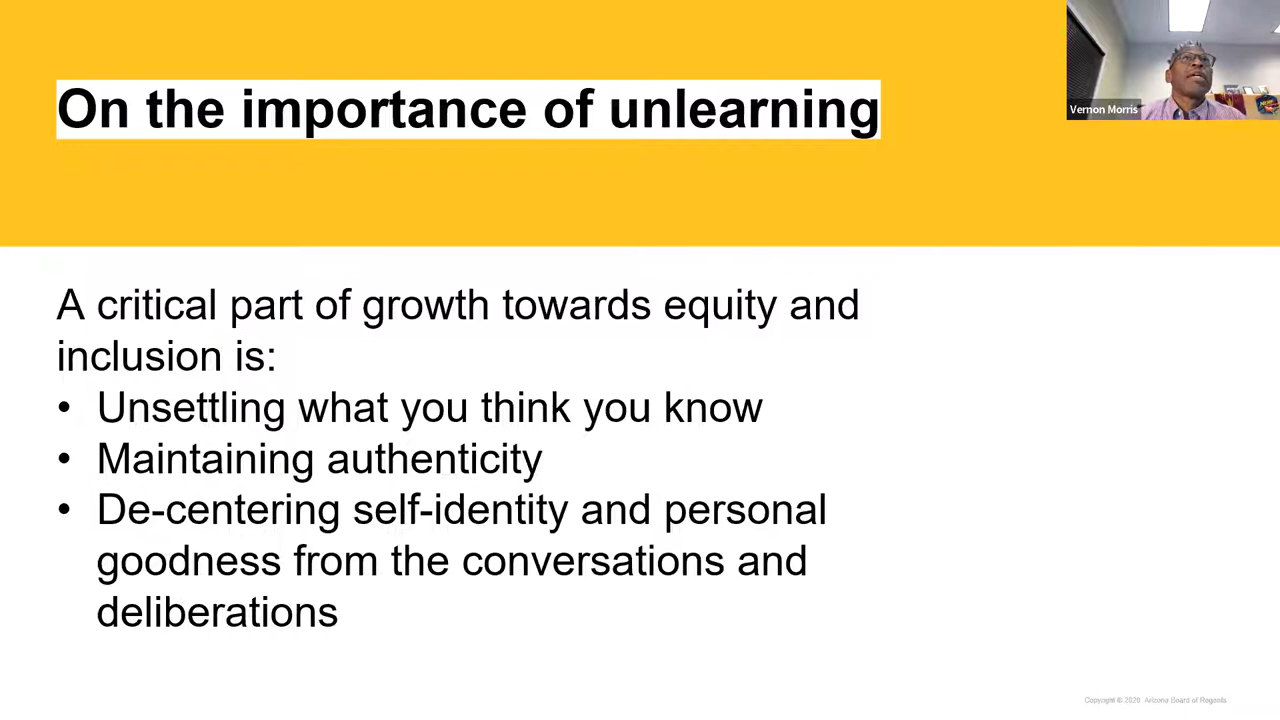 On the importance of unlearning
Vernon Morris
A critical part of growth towards equity and
inclusion is:
• Unsettling what you think you know
• Maintaining authenticity
• De-centering self-identity and personal
goodness from the conversations and
deliberations
Copyright © 2020 Arizona Board of Regents